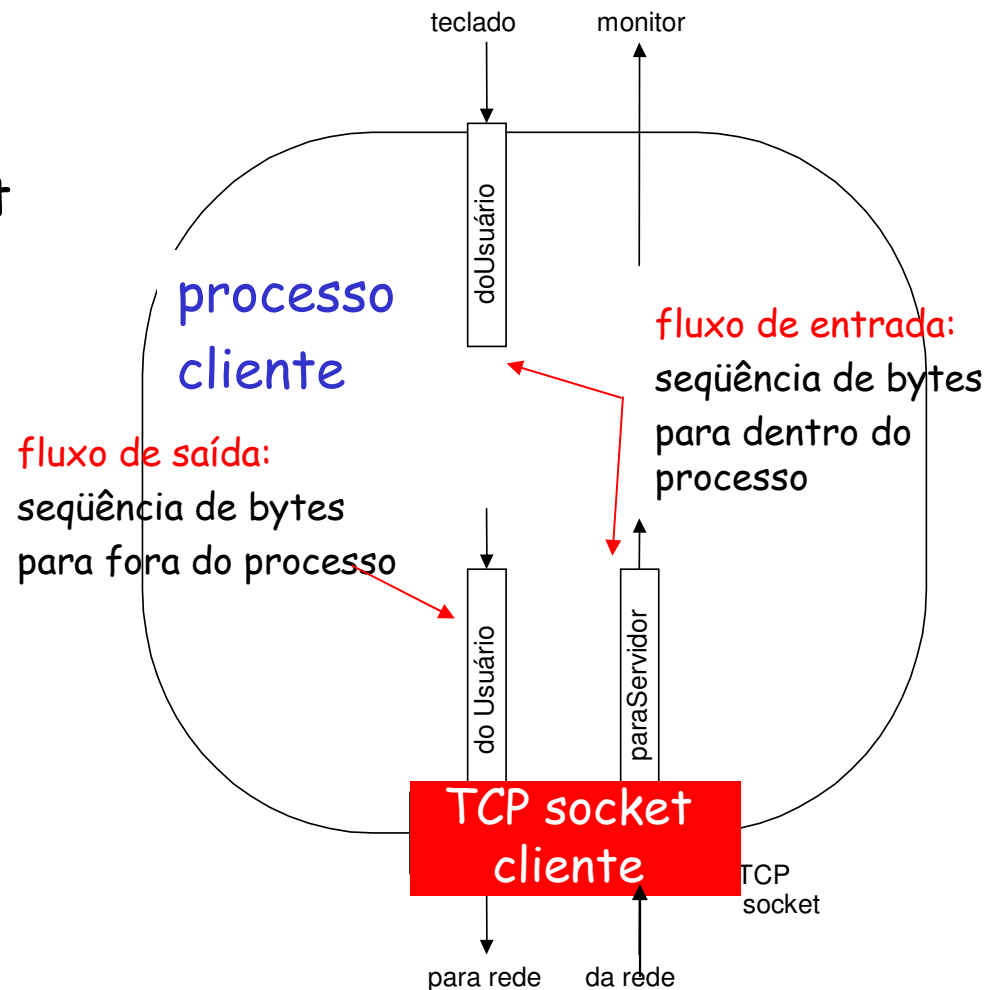 teclado
monitor
t
doUsuário
processo
cliente
fluxo de entrada:
seqüência de bytes
para dentro do
processo
fluxo de saída:
seqüência de bytes
para fora do processo
do Usuário
paraServidor
TCP socket
cliente
TCP
socket
para rede
da rede